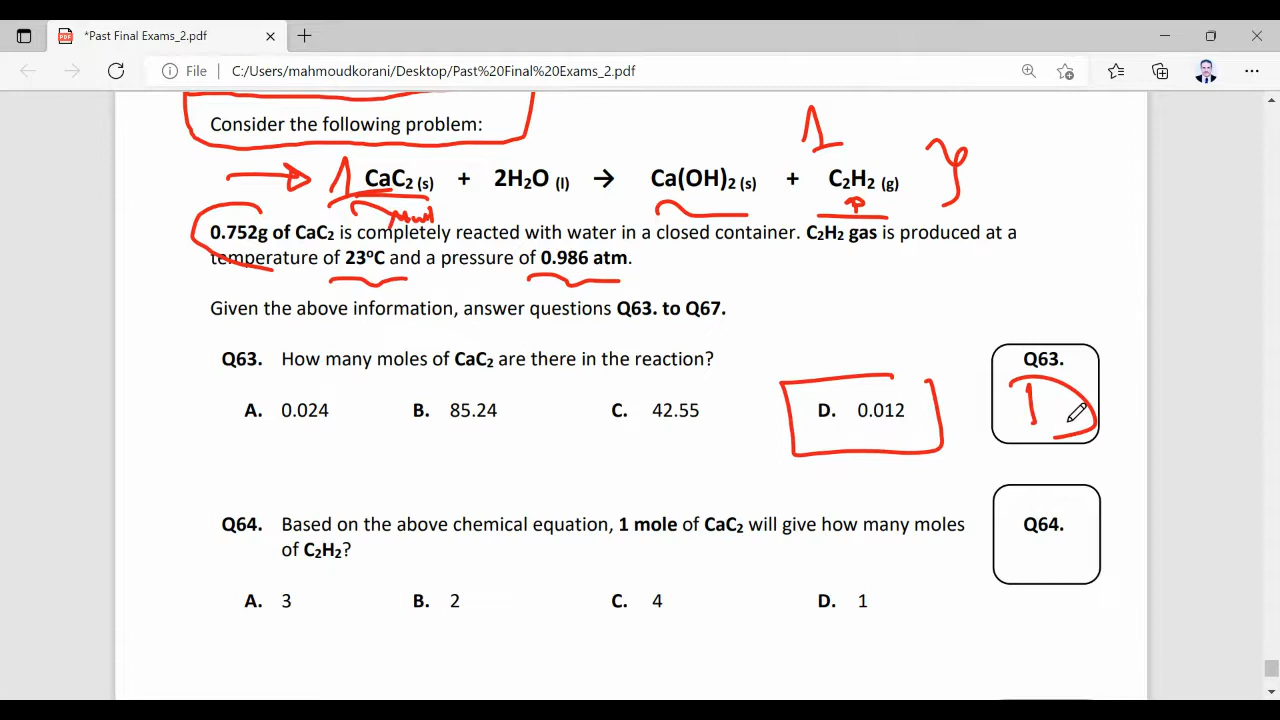 *Past Final Exams_2.pdf
File C:/Users/mahmoudkorani/Desktop/Past%20Final%20Exams_2.pdf
Consider the following problem:
1
1 CaC₂ (s) + 2H₂O (l) → Ca(OH)₂ (s) + C₂H₂ (g)
0.752g of CaC₂ is completely reacted with water in a closed container. C₂H₂ gas is produced at a
temperature of 23ºC and a pressure of 0.986 atm.
Given the above information, answer questions Q63. to Q67.
Q63. How many moles of CaC₂ are there in the reaction?
Q63.
A. 0.024 B. 85.24 C. 42.55 D. 0.012
D
Q64. Based on the above chemical equation, 1 mole of CaC₂ will give how many moles
of C₂H₂?
Q64.
A. 3 B. 2 C. 4 D. 1